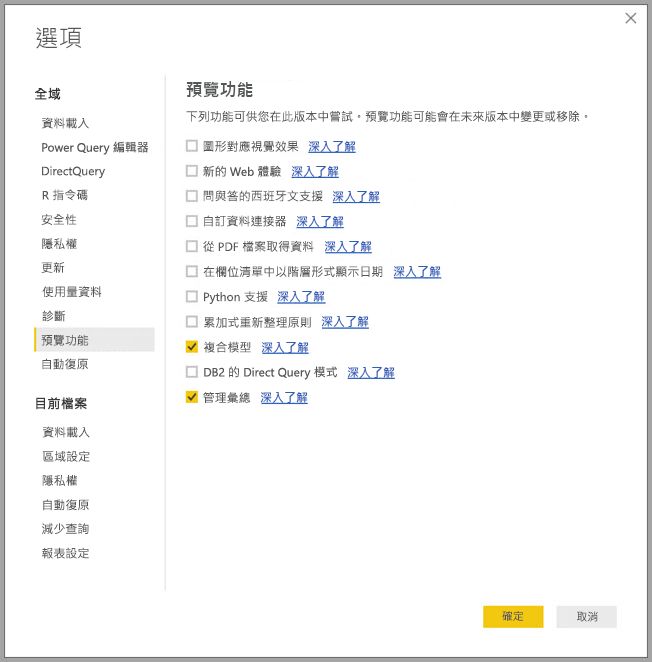 選項
全域
資料載入
Power Query 編輯器
DirectQuery
R 指令碼
安全性
隱私權
更新
使用量資料
診斷
預覽功能
自動復原
目前檔案
資料載入
區域設定
隱私權
自動復原
減少查詢
報表設定
預覽功能
下列功能可供您在此版本中嘗試。預覽功能可能會在未來版本中變更或移除。
圖形對應視覺效果 深入了解
新的 Web 體驗 深入了解
問與答的西班牙文支援 深入了解
自訂資料連接器 深入了解
從 PDF 檔案取得資料 深入了解
在欄位清單中以階層形式顯示日期 深入了解
Python 支援 深入了解
累加式重新整理原則 深入了解
複合模型 深入了解
DB2 的 Direct Query 模式 深入了解
管理彙總 深入了解
確定 取消